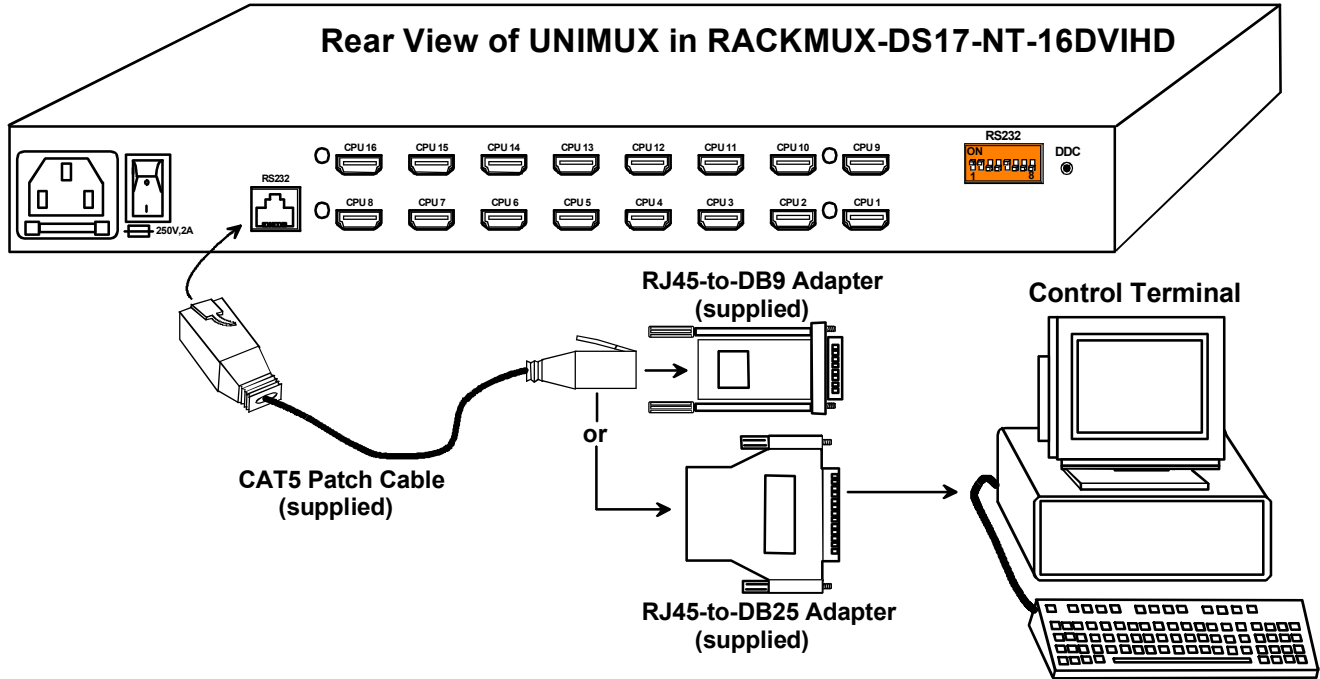 Rear View of UNIMUX in RACKMUX-DS17-NT-16DVIHD
RS232
ON
1 8
DDC
CPU 16 CPU 15 CPU 14 CPU 13 CPU 12 CPU 11 CPU 10 CPU 9
RS232
CPU 8 CPU 7 CPU 6 CPU 5 CPU 4 CPU 3 CPU 2 CPU 1
250V,2A
RJ45-to-DB9 Adapter
(supplied)
Control Terminal
or
CAT5 Patch Cable
(supplied)
RJ45-to-DB25 Adapter
(supplied)